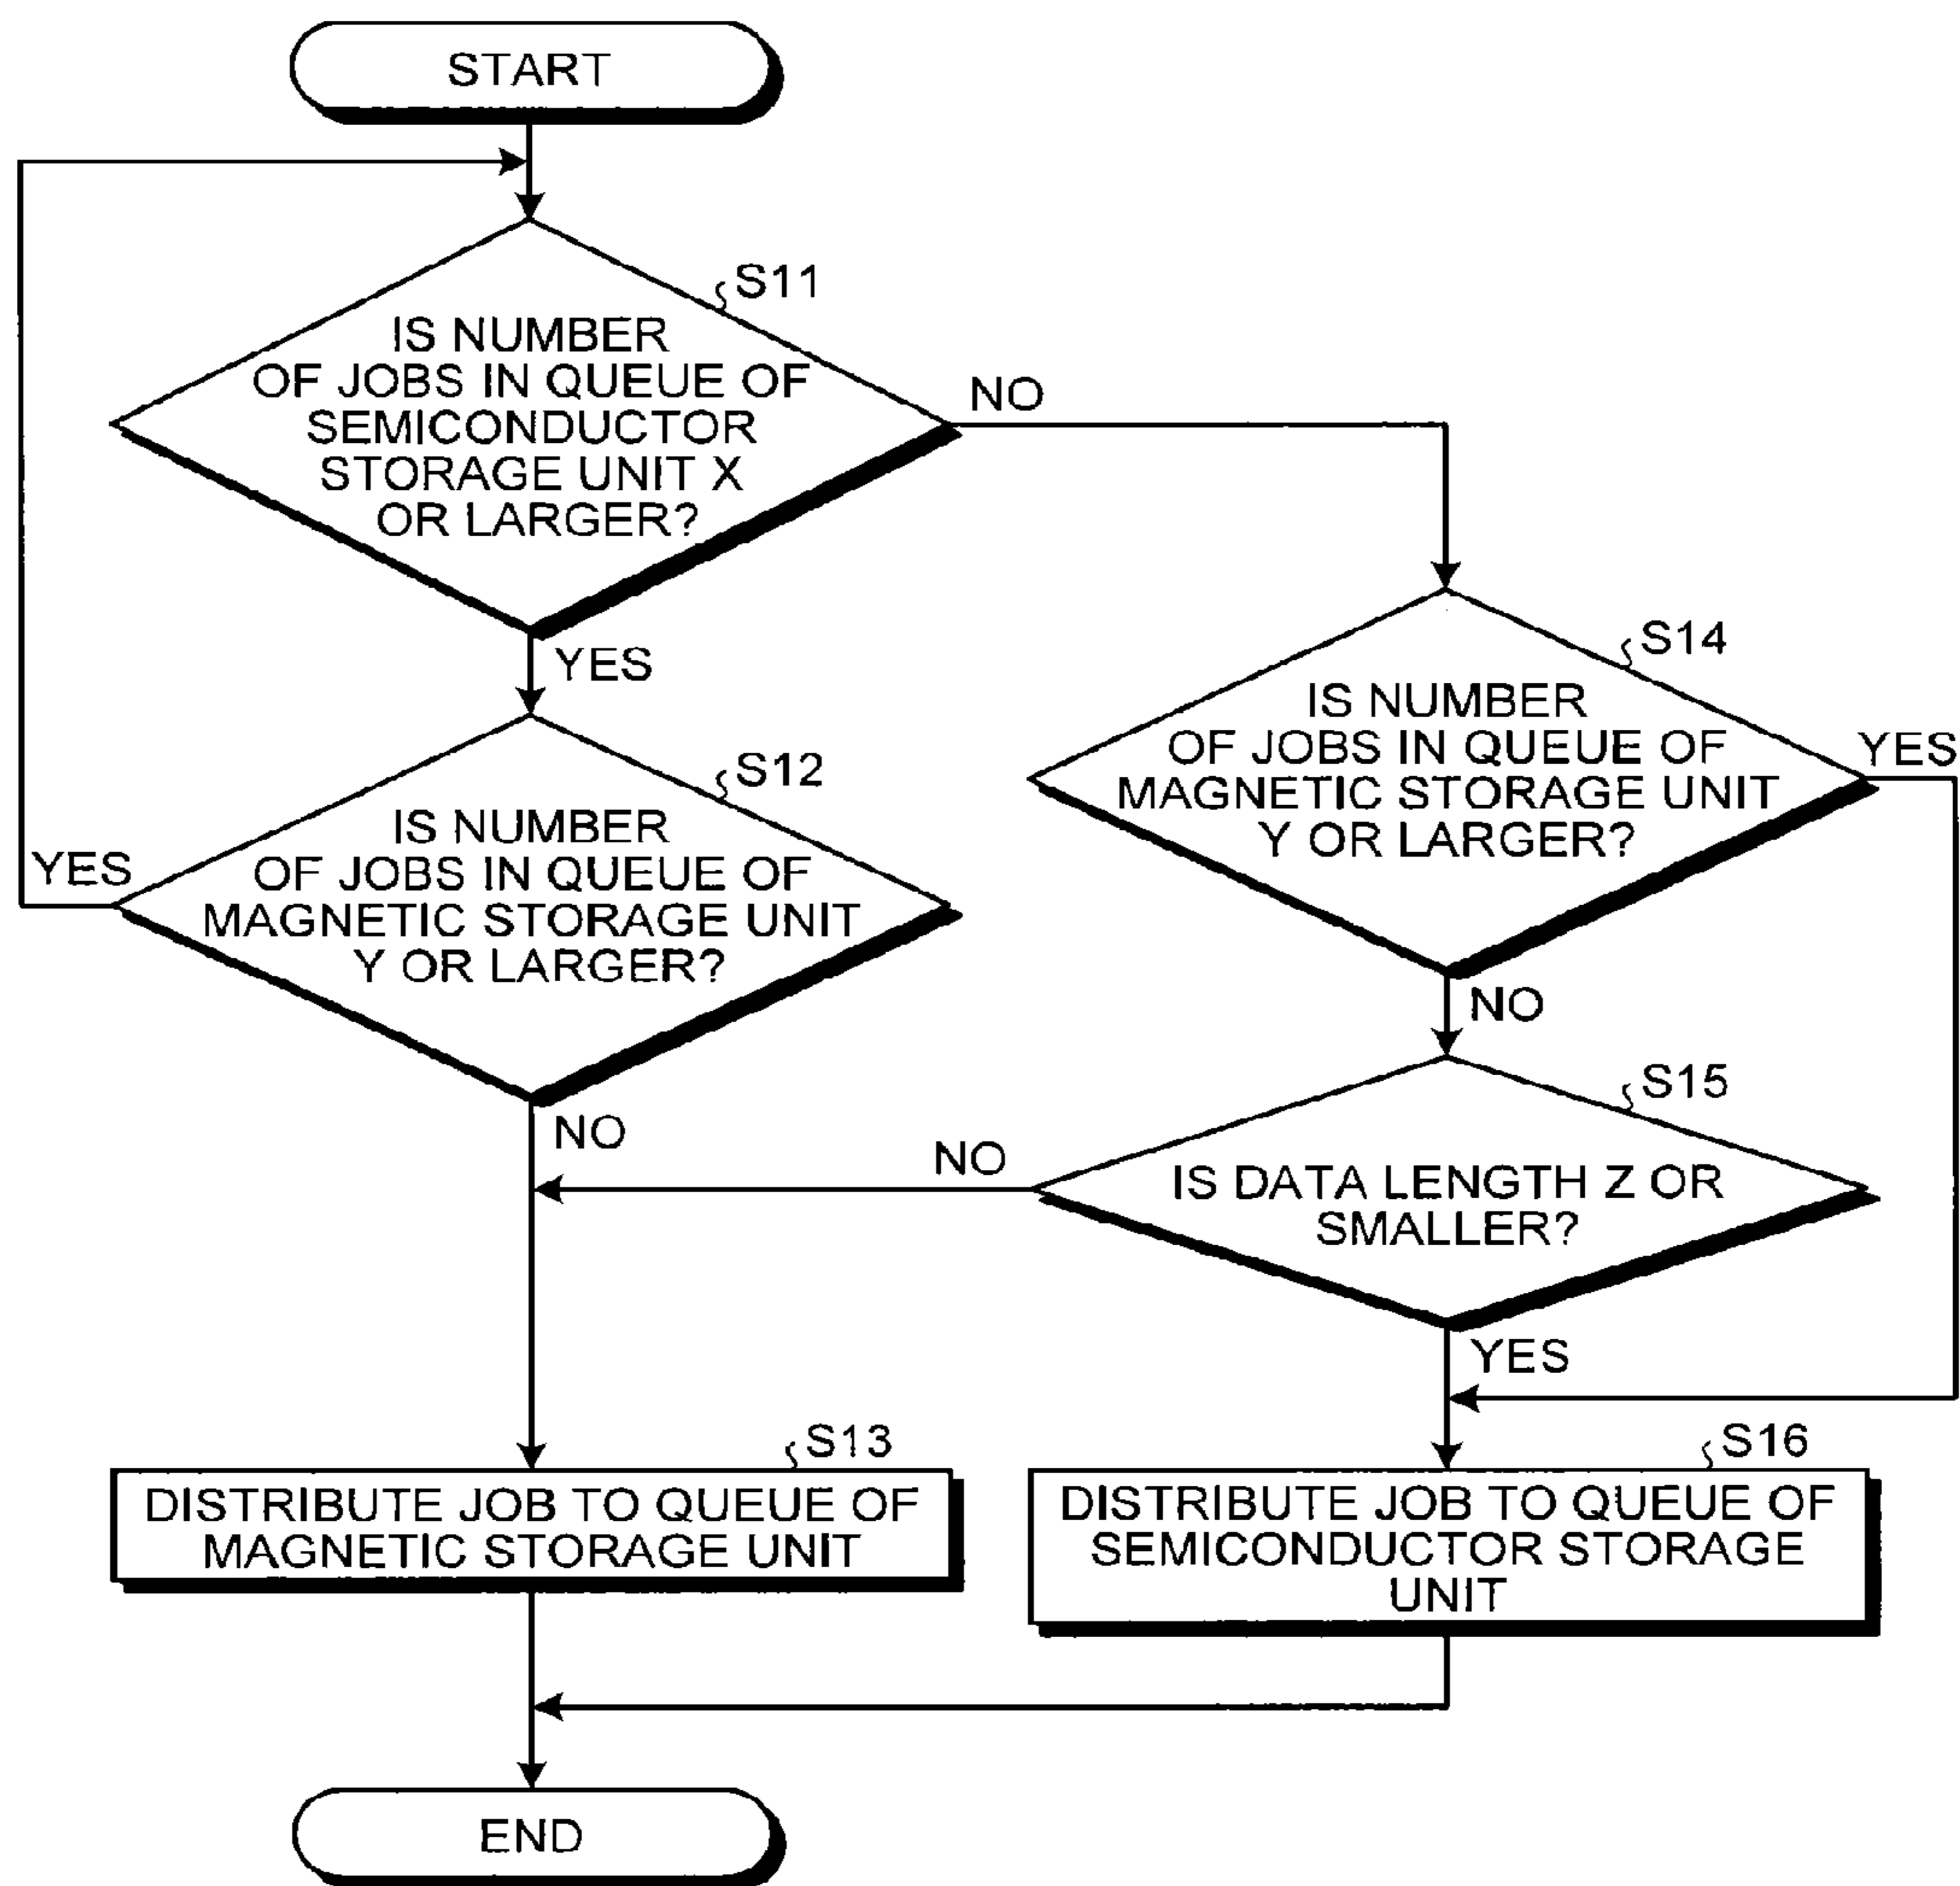 START
S11
IS NUMBER
OF JOBS IN QUEUE OF
SEMICONDUCTOR
STORAGE UNIT X
OR LARGER?
NO
YES
S12
IS NUMBER
OF JOBS IN QUEUE OF
MAGNETIC STORAGE UNIT
Y OR LARGER?
YES
NO
S14
IS NUMBER
OF JOBS IN QUEUE OF
MAGNETIC STORAGE UNIT
Y OR LARGER?
YES
NO
S15
IS DATA LENGTH Z OR
SMALLER?
NO
YES
S13
DISTRIBUTE JOB TO QUEUE OF
MAGNETIC STORAGE UNIT
S16
DISTRIBUTE JOB TO QUEUE OF
SEMICONDUCTOR STORAGE
UNIT
END